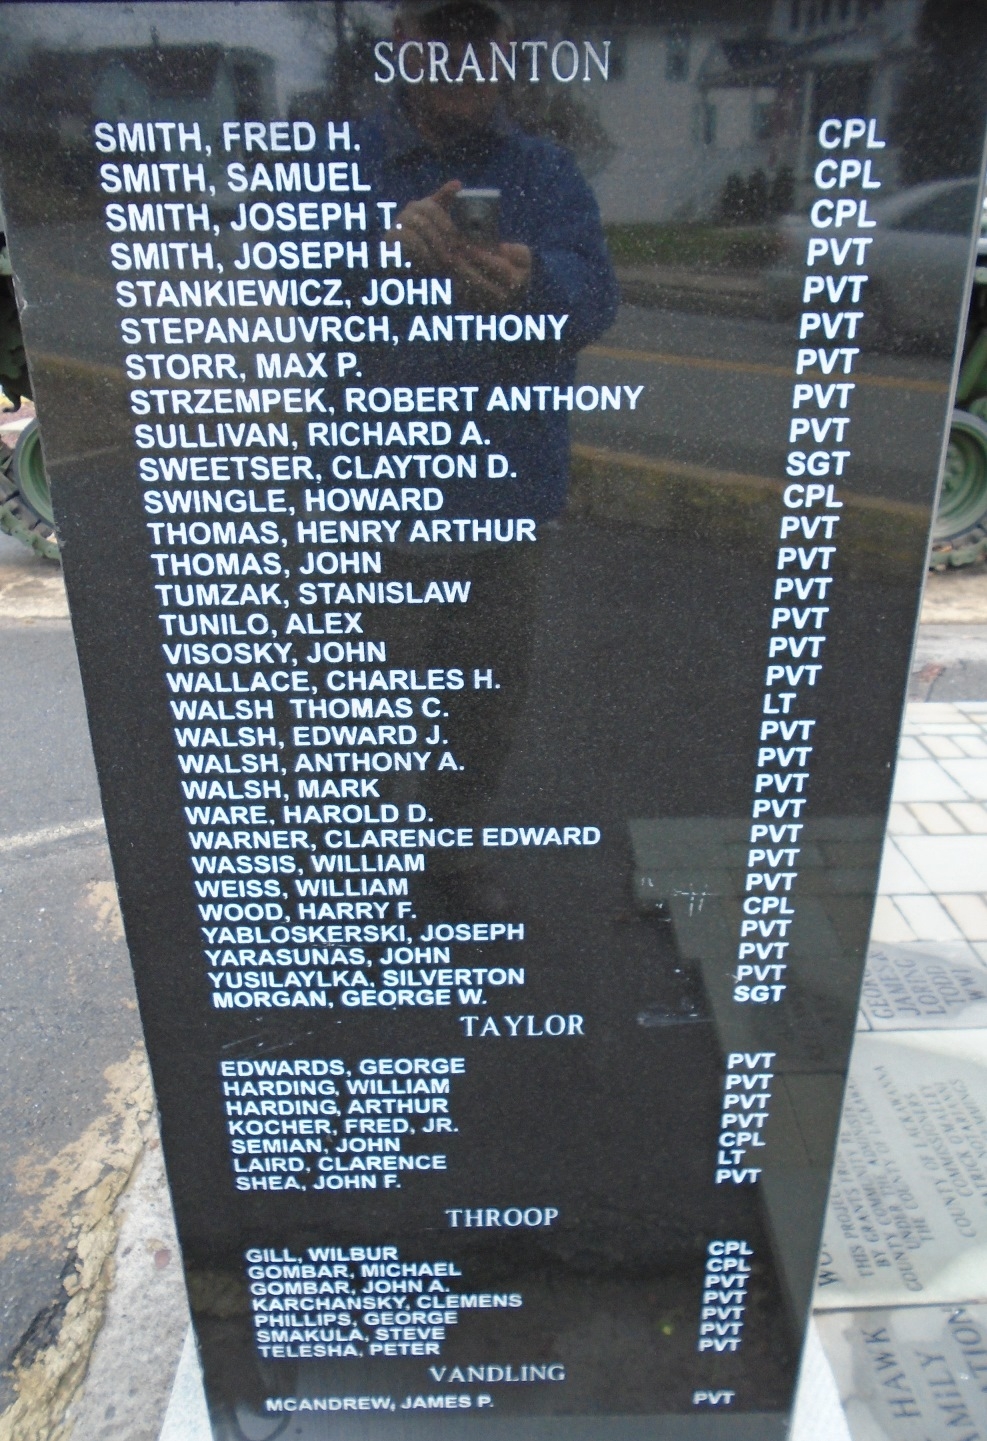 SCRANTON
SMITH, FRED H. CPL
SMITH, SAMUEL CPL
SMITH, JOSEPH T. CPL
SMITH, JOSEPH H. PVT
STANKIEWICZ, JOHN PVT
STEPANAUVRCH, ANTHONY PVT
STORR, MAX P. PVT
STRZEMPEK, ROBERT ANTHONY PVT
SULLIVAN, RICHARD A. PVT
SWEETSER, CLAYTON D. SGT
SWINGLE, HOWARD CPL
THOMAS, HENRY ARTHUR PVT
THOMAS, JOHN PVT
TUMZAK, STANISLAW PVT
TUNILO, ALEX PVT
VISOSKY, JOHN PVT
WALLACE, CHARLES H. PVT
WALSH THOMAS C. LT
WALSH, EDWARD J. PVT
WALSH, ANTHONY A. PVT
WALSH, MARK PVT
WARE, HAROLD D. PVT
WARNER, CLARENCE EDWARD PVT
WASSIS, WILLIAM PVT
WEISS, WILLIAM PVT
WOOD, HARRY F. CPL
YABLOSKERSKI, JOSEPH PVT
YARASUNAS, JOHN PVT
YUSILAYLKA, SILVERTON PVT
MORGAN, GEORGE W. SGT
TAYLOR
EDWARDS, GEORGE PVT
HARDING, WILLIAM PVT
HARDING, ARTHUR PVT
KOCHER, FRED, JR. PVT
SEMIAN, JOHN CPL
LAIRD, CLARENCE LT
SHEA, JOHN F. PVT
THROOP
GILL, WILBUR CPL
GOMBAR, MICHAEL CPL
GOMBAR, JOHN A. PVT
KARCHANSKY, CLEMENS PVT
PHILLIPS, GEORGE PVT
SMAKULA, STEVE PVT
TELESHA, PETER PVT
VANDLING
MCANDREW, JAMES P. PVT
WWI
HAWK